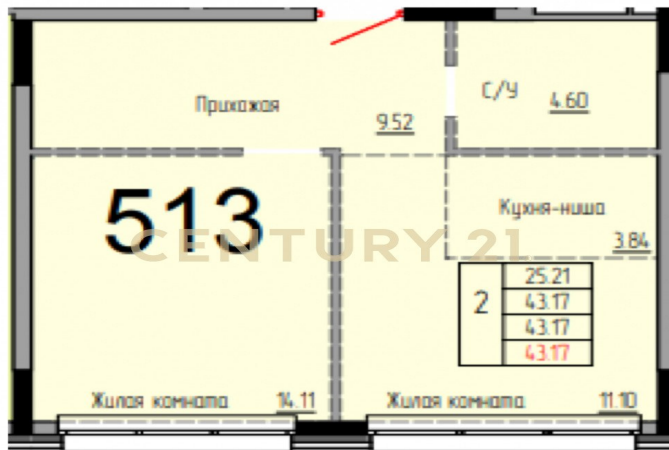 Прихожая
9.52
С/У
4.60
513
Кухня-ниша
3.84
CENTURY 21
2
25.21
43.17
43.17
43.17
Жилая комната 14.11
Жилая комната 11.10